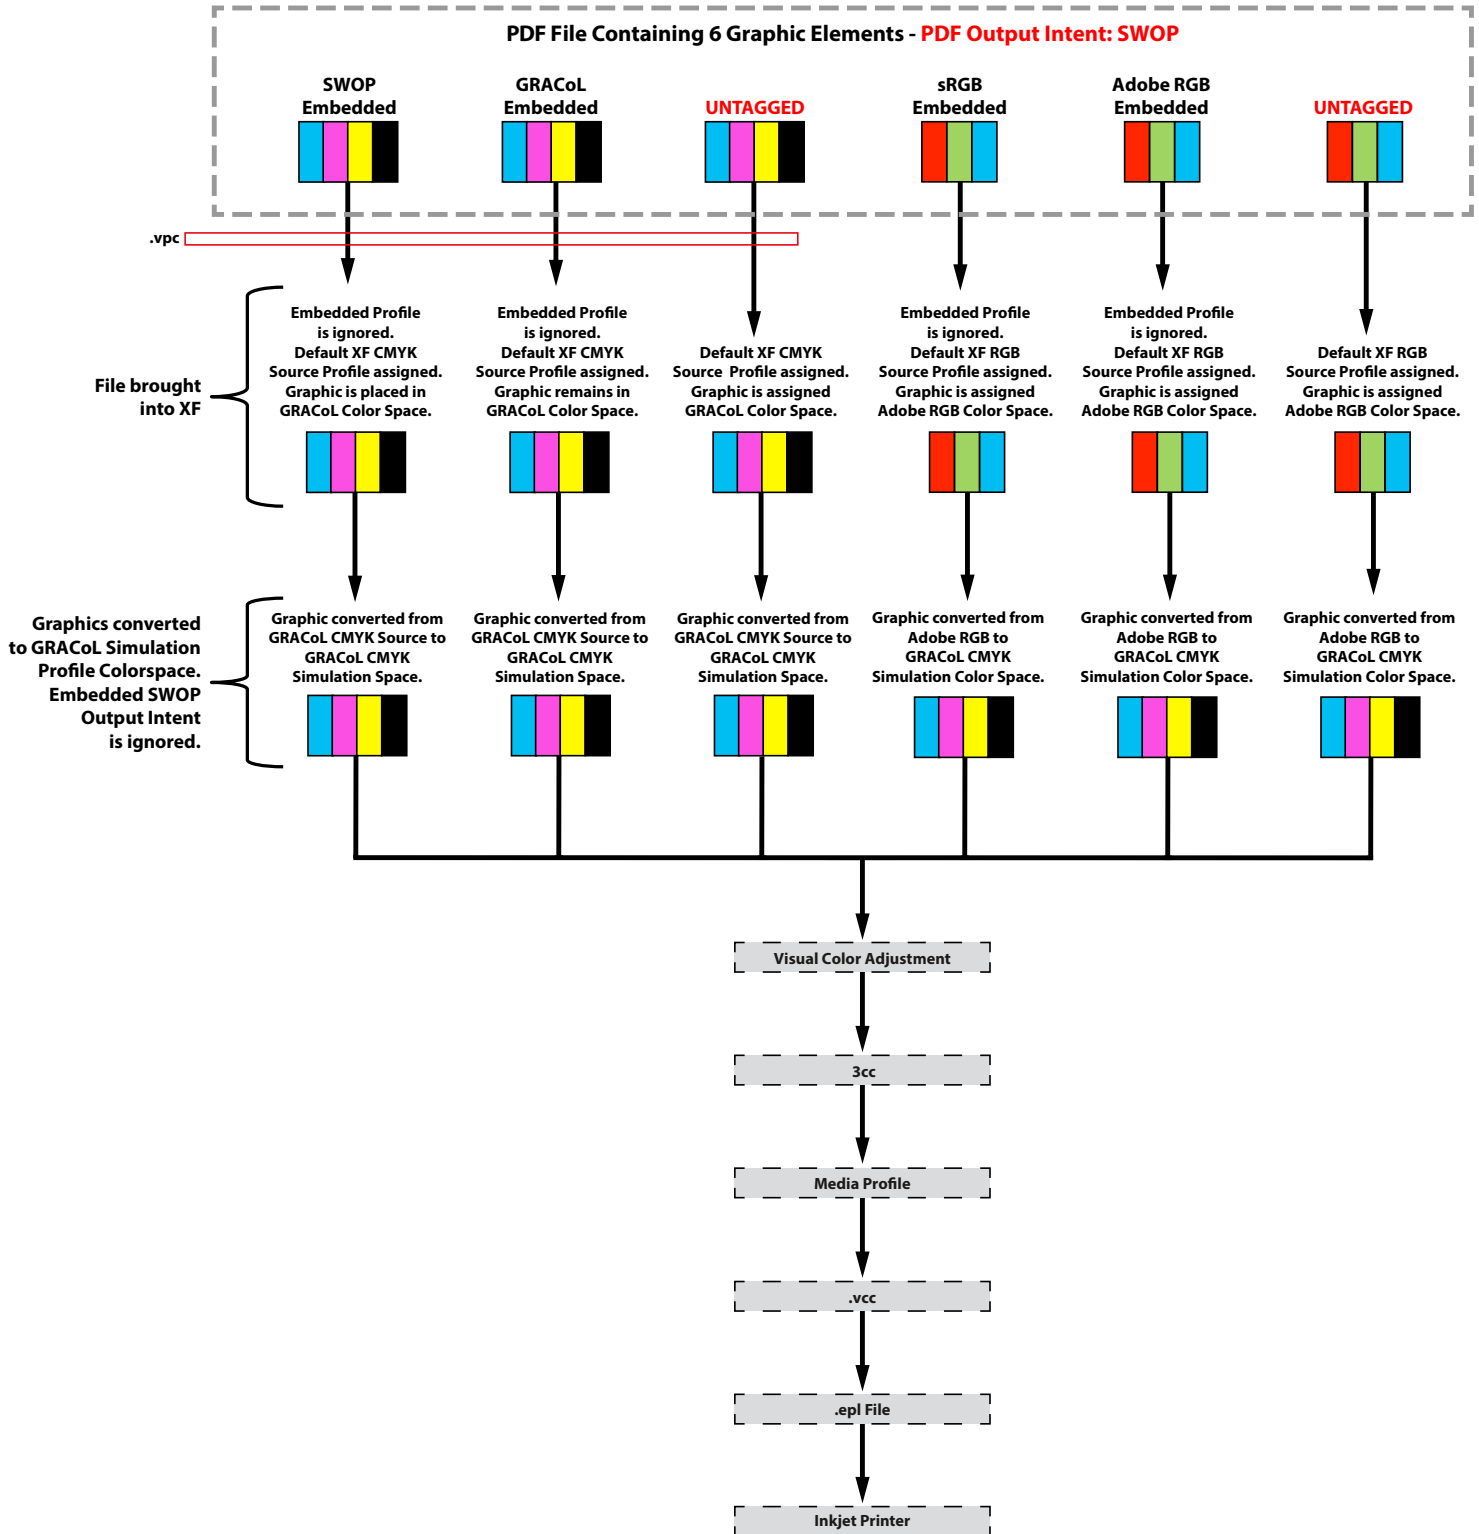 PDF File Containing 6 Graphic Elements - PDF Output Intent: SWOP
SWOP
Embedded
GRACoL
Embedded
UNTAGGED
sRGB
Embedded
Adobe RGB
Embedded
UNTAGGED
.vpc
File brought
into XF
Embedded Profile
is ignored.
Default XF CMYK
Source Profile assigned.
Graphic is placed in
GRACoL Color Space.
Embedded Profile
is ignored.
Default XF CMYK
Source Profile assigned.
Graphic remains in
GRACoL Color Space.
Default XF CMYK
Source Profile assigned.
Graphic is assigned
GRACoL Color Space.
Embedded Profile
is ignored.
Default XF RGB
Source Profile assigned.
Graphic is assigned
Adobe RGB Color Space.
Embedded Profile
is ignored.
Default XF RGB
Source Profile assigned.
Graphic is assigned
Adobe RGB Color Space.
Default XF RGB
Source Profile assigned.
Graphic is assigned
Adobe RGB Color Space.
Graphics converted
to GRACoL Simulation
Profile Colorspace.
Embedded SWOP
Output Intent
is ignored.
Graphic converted from
GRACoL CMYK Source to
GRACoL CMYK
Simulation Space.
Graphic converted from
GRACoL CMYK Source to
GRACoL CMYK
Simulation Space.
Graphic converted from
GRACoL CMYK Source to
GRACoL CMYK
Simulation Space.
Graphic converted from
Adobe RGB to
GRACoL CMYK
Simulation Color Space.
Graphic converted from
Adobe RGB to
GRACoL CMYK
Simulation Color Space.
Graphic converted from
Adobe RGB to
GRACoL CMYK
Simulation Color Space.
Visual Color Adjustment
3cc
Media Profile
.vcc
.epl File
Inkjet Printer